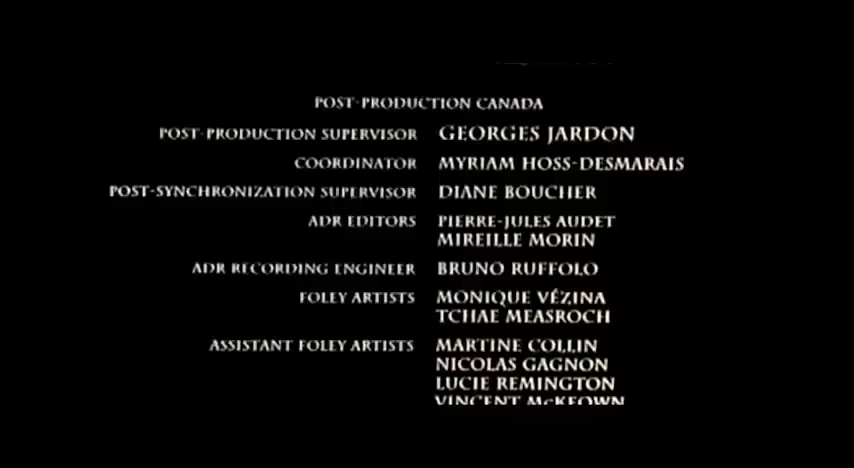 POST-PRODUCTION CANADA
POST-PRODUCTION SUPERVISOR GEORGES JARDON
COORDINATOR MYRIAM HOSS-DESMARAIS
POST-SYNCHRONIZATION SUPERVISOR DIANE BOUCHER
ADR EDITORS PIERRE-JULES AUDET
MIREILLE MORIN
ADR RECORDING ENGINEER BRUNO RUFFOLO
FOLEY ARTISTS MONIQUE VÉZINA
TCHAE MEASROCH
ASSISTANT FOLEY ARTISTS MARTINE COLLIN
NICOLAS GAGNON
LUCIE REMINGTON
VINCENT McKEOWN